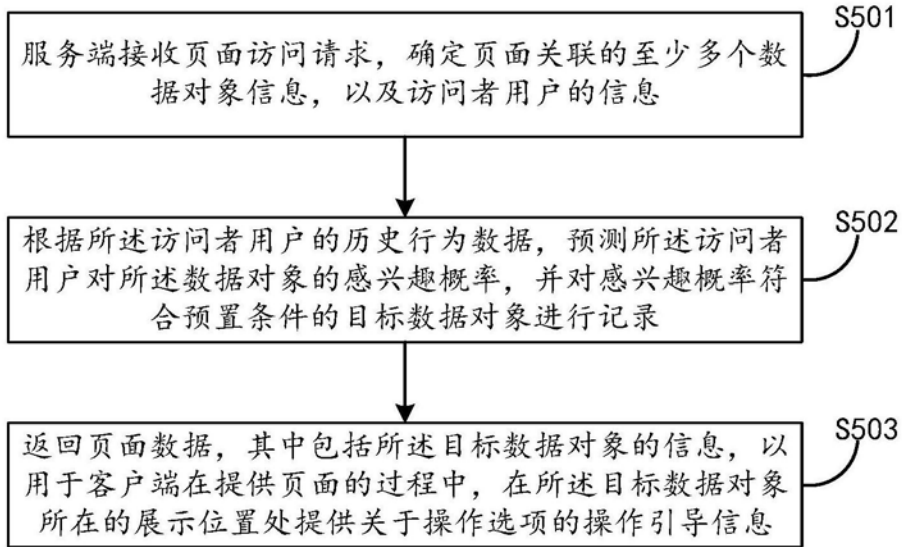 S501
服务端接收页面访问请求，确定页面关联的至少多个数
据对象信息，以及访问者用户的信息
S502
根据所述访问者用户的历史行为数据，预测所述访问者
用户对所述数据对象的感兴趣概率，并对感兴趣概率符
合预置条件的目标数据对象进行记录
S503
返回页面数据，其中包括所述目标数据对象的信息，以
用于客户端在提供页面的过程中，在所述目标数据对象
所在的展示位置处提供关于操作选项的操作引导信息